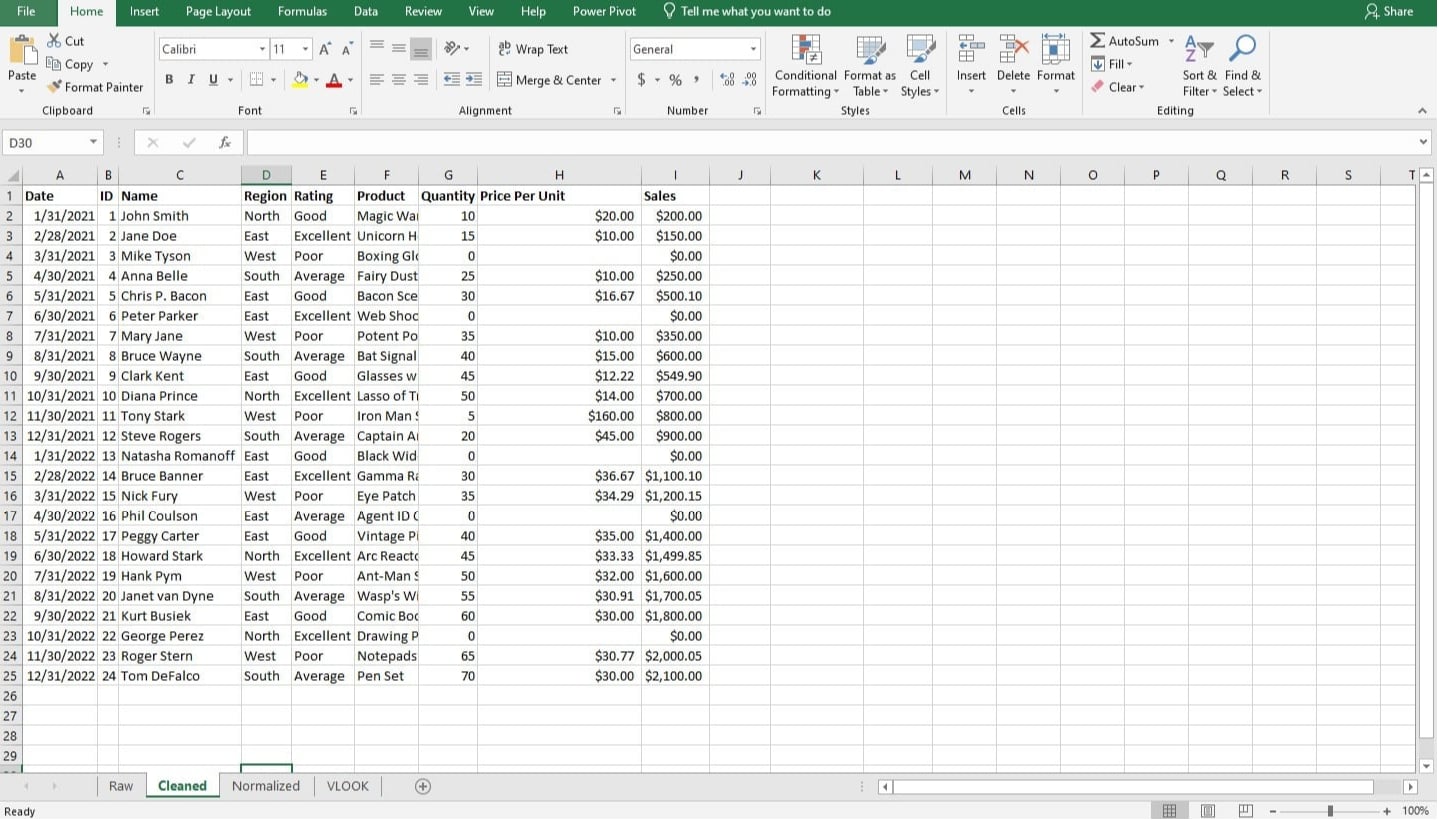 File Home Insert Page Layout Formulas Data Review View Help Power Pivot Tell me what you want to do Share
Paste
Cut
Copy
Format Painter
Clipboard
Calibri 11 A A
B I U A
Font
ab Wrap Text
Merge & Center
Alignment
General
$ % , .00 .00
Number
Conditional Formatting
Format as Table
Cell Styles
Styles
Insert Delete Format
Cells
AutoSum
Fill
Clear
Sort & Filter
Find & Select
Editing
D30 fx
A B C D E F G H I J K L M N O P Q R S T
1 Date ID Name Region Rating Product Quantity Price Per Unit Sales
2 1/31/2021 1 John Smith North Good Magic Wa 10 $20.00 $200.00
3 2/28/2021 2 Jane Doe East Excellent Unicorn H 15 $10.00 $150.00
4 3/31/2021 3 Mike Tyson West Poor Boxing Glo 0 $0.00
5 4/30/2021 4 Anna Belle South Average Fairy Dust 25 $10.00 $250.00
6 5/31/2021 5 Chris P. Bacon East Good Bacon Sce 30 $16.67 $500.10
7 6/30/2021 6 Peter Parker East Excellent Web Shoo 0 $0.00
8 7/31/2021 7 Mary Jane West Poor Potent Po 35 $10.00 $350.00
9 8/31/2021 8 Bruce Wayne South Average Bat Signal 40 $15.00 $600.00
10 9/30/2021 9 Clark Kent East Good Glasses w 45 $12.22 $549.90
11 10/31/2021 10 Diana Prince North Excellent Lasso of Tr 50 $14.00 $700.00
12 11/30/2021 11 Tony Stark West Poor Iron Man S 5 $160.00 $800.00
13 12/31/2021 12 Steve Rogers South Average Captain A 20 $45.00 $900.00
14 1/31/2022 13 Natasha Romanoff East Good Black Wid 0 $0.00
15 2/28/2022 14 Bruce Banner East Excellent Gamma Ra 30 $36.67 $1,100.10
16 3/31/2022 15 Nick Fury West Poor Eye Patch 35 $34.29 $1,200.15
17 4/30/2022 16 Phil Coulson East Average Agent ID C 0 $0.00
18 5/31/2022 17 Peggy Carter East Good Vintage Pi 40 $35.00 $1,400.00
19 6/30/2022 18 Howard Stark North Excellent Arc Reacto 45 $33.33 $1,499.85
20 7/31/2022 19 Hank Pym West Poor Ant-Man S 50 $32.00 $1,600.00
21 8/31/2022 20 Janet van Dyne South Average Wasp's Wi 55 $30.91 $1,700.05
22 9/30/2022 21 Kurt Busiek East Good Comic Boo 60 $30.00 $1,800.00
23 10/31/2022 22 George Perez North Excellent Drawing P 0 $0.00
24 11/30/2022 23 Roger Stern West Poor Notepads 65 $30.77 $2,000.05
25 12/31/2022 24 Tom DeFalco South Average Pen Set 70 $30.00 $2,100.00
26
27
28
29
Raw Cleaned Normalized VLOOK
Ready 100%